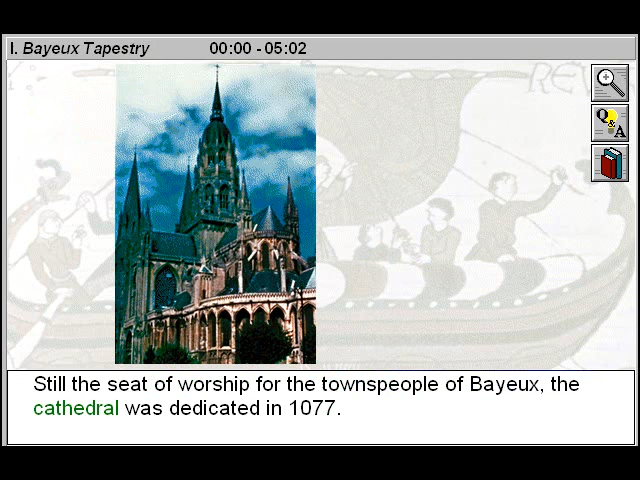 I. Bayeux Tapestry 00:00 - 05:02
REX
Q
&
A
Still the seat of worship for the townspeople of Bayeux, the
cathedral was dedicated in 1077.